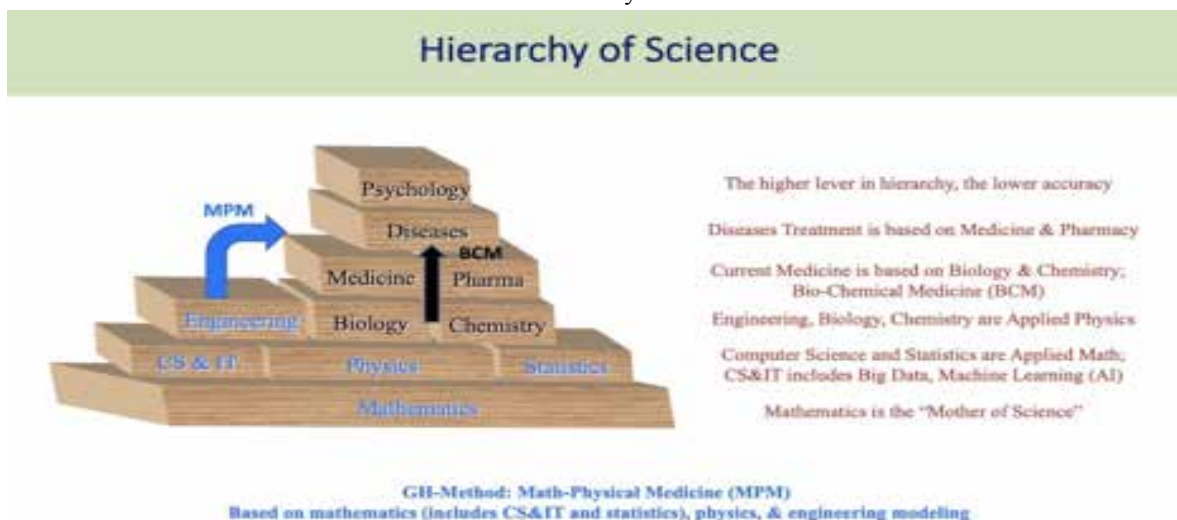 Hierarchy of Science
Psychology
Diseases
MPM
BCM
Medicine
Pharma
Engineering
Biology
Chemistry
CS & IT
Physics
Statistics
Mathematics
The higher lever in hierarchy, the lower accuracy
Diseases Treatment is based on Medicine & Pharmacy
Current Medicine is based on Biology & Chemistry;
Bio-Chemical Medicine (BCM)
Engineering, Biology, Chemistry are Applied Physics
Computer Science and Statistics are Applied Math;
CS&IT includes Big Data, Machine Learning (AI)
Mathematics is the “Mother of Science”
GH-Method: Math-Physical Medicine (MPM)
Based on mathematics (includes CS&IT and statistics), physics, & engineering modeling